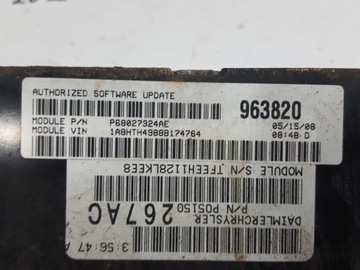 AUTHORIZED SOFTWARE UPDATE
963820
MODULE P/N P68027324AE
05/15/08
MODULE VIN 1A8HTH4988B174764
08:48 D
MODULE S/N TFEEH1128LKEE8
267AC
P/N P05150
DAIMLERCHRYSLER
3:56:47 A